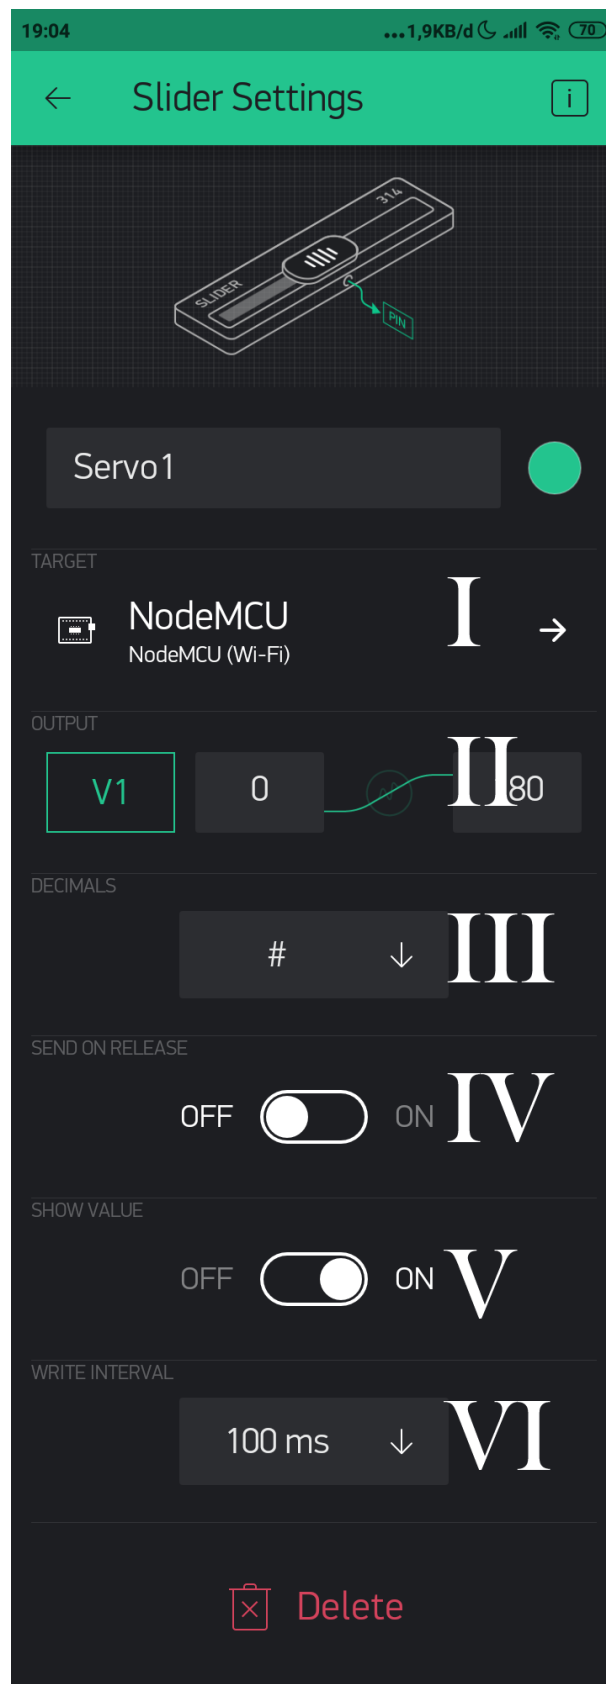 19:04 ...1,9KB/d 70
Slider Settings i
314
SLIDER
PIN
Servo1
TARGET
NodeMCU I
NodeMCU (Wi-Fi)
OUTPUT
V1 0 II 80
DECIMALS
# III
SEND ON RELEASE
OFF ON IV
SHOW VALUE
OFF ON V
WRITE INTERVAL
100 ms VI
Delete